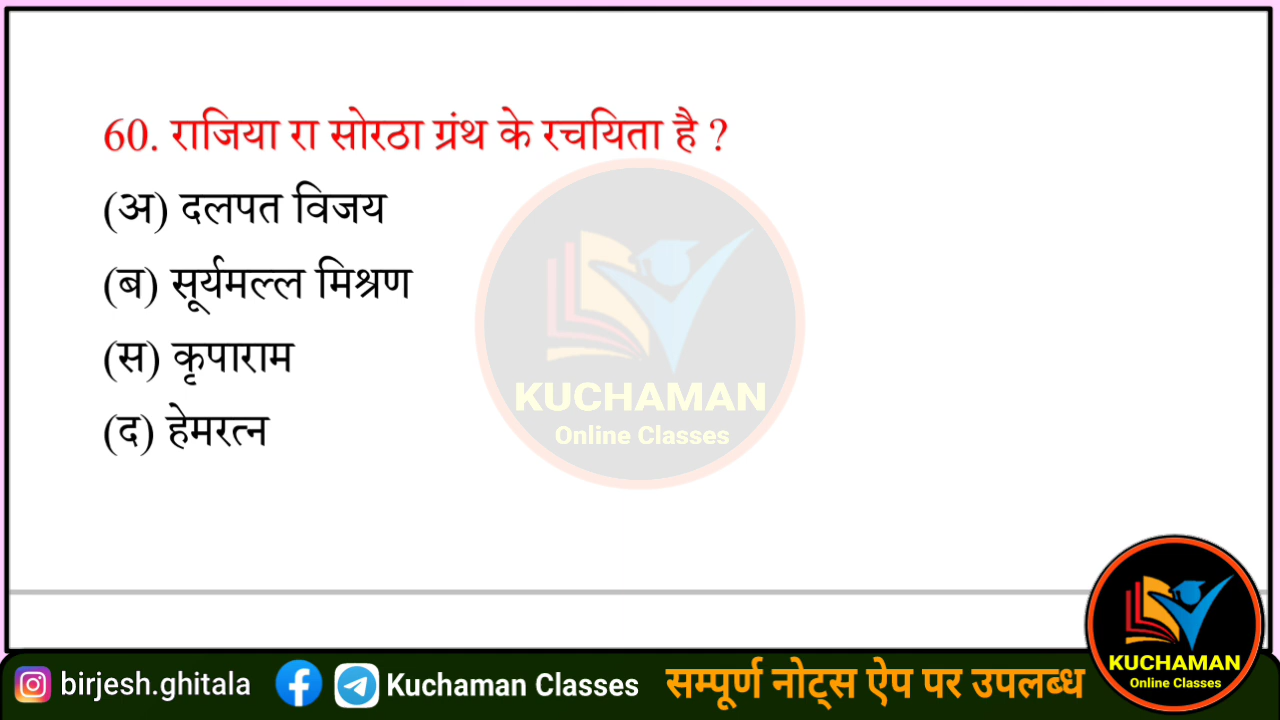 60. राजिया रा सोरठा ग्रंथ के रचयिता है ?
(अ) दलपत विजय
(ब) सूर्यमल्ल मिश्रण
(स) कृपाराम
(द) हेमरत्न
KUCHAMAN
Online Classes
KUCHAMAN
Online Classes
birjesh.ghitala
Kuchaman Classes
सम्पूर्ण नोट्स ऐप पर उपलब्ध